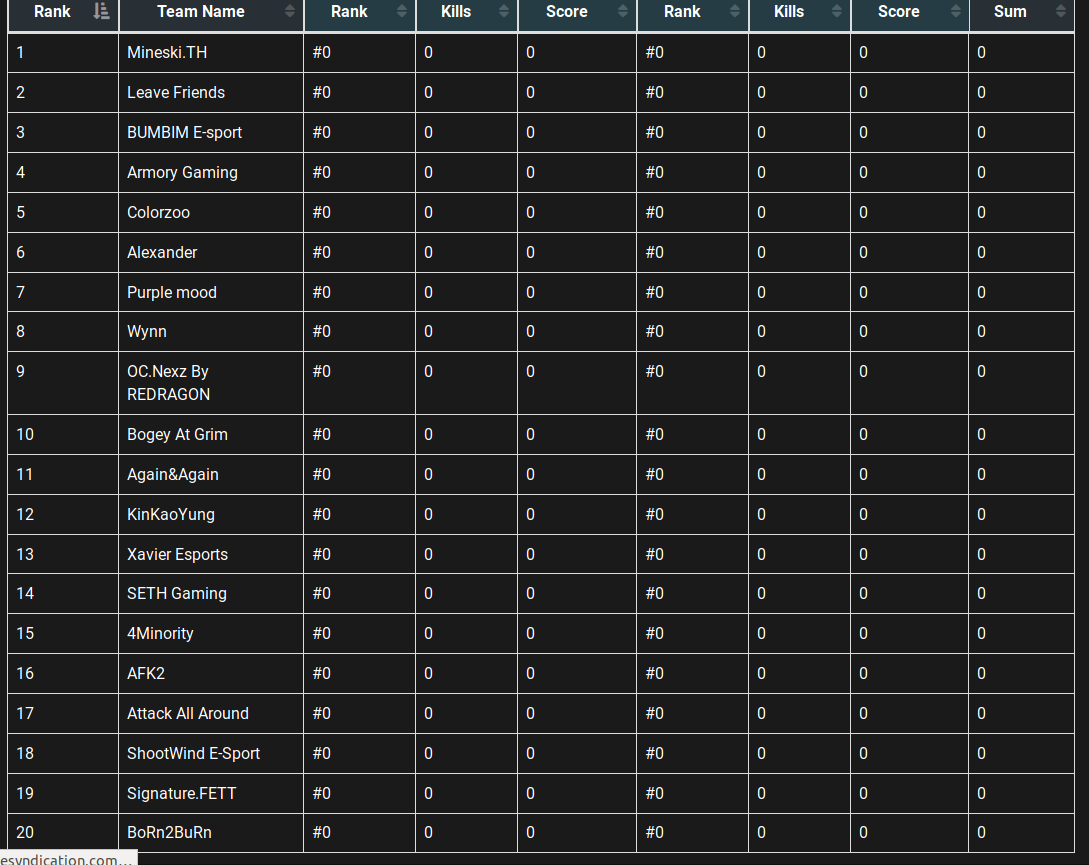 Rank Team Name Rank Kills Score Rank Kills Score Sum
1 Mineski.TH #0 0 0 #0 0 0 0
2 Leave Friends #0 0 0 #0 0 0 0
3 BUMBIM E-sport #0 0 0 #0 0 0 0
4 Armory Gaming #0 0 0 #0 0 0 0
5 Colorzoo #0 0 0 #0 0 0 0
6 Alexander #0 0 0 #0 0 0 0
7 Purple mood #0 0 0 #0 0 0 0
8 Wynn #0 0 0 #0 0 0 0
9 OC.Nexz By #0 0 0 #0 0 0 0
REDRAGON
10 Bogey At Grim #0 0 0 #0 0 0 0
11 Again&Again #0 0 0 #0 0 0 0
12 KinKaoYung #0 0 0 #0 0 0 0
13 Xavier Esports #0 0 0 #0 0 0 0
14 SETH Gaming #0 0 0 #0 0 0 0
15 4Minority #0 0 0 #0 0 0 0
16 AFK2 #0 0 0 #0 0 0 0
17 Attack All Around #0 0 0 #0 0 0 0
18 ShootWind E-Sport #0 0 0 #0 0 0 0
19 Signature.FETT #0 0 0 #0 0 0 0
20 BoRn2BuRn #0 0 0 #0 0 0 0
esyndication.com...